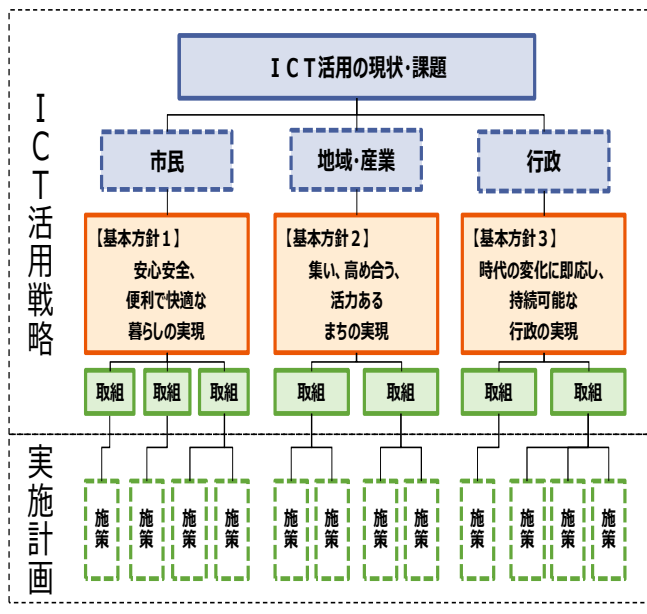 ICT活用戦略
ICT活用の現状・課題
市民
地域・産業
行政
【基本方針1】
安心安全、
便利で快適な
暮らしの実現
【基本方針2】
集い、高め合う、
活力ある
まちの実現
【基本方針3】
時代の変化に即応し、
持続可能な
行政の実現
取組
取組
取組
取組
取組
取組
取組
実施計画
施策
施策
施策
施策
施策
施策
施策
施策
施策
施策
施策
施策